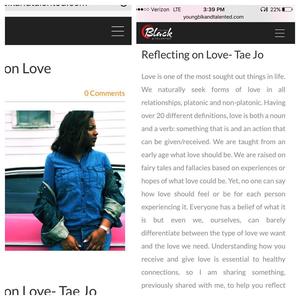 on Love
0 Comments
on Love- Tae Jo
Verizon LTE
3:39 PM
youngblkandtalented.com
Black
Reflecting on Love- Tae Jo
Love is one of the most sought out things in life.
We naturally seek forms of love in all
relationships, platonic and non-platonic. Having
over 20 different definitions, love is both a noun
and a verb: something that is and an action that
can be given/received. We are taught from an
early age what love should be. We are raised on
fairy tales and fallacies based on experiences or
hopes of what love could be. Yet, no one can say
how love should feel or be for each person
experiencing it. Everyone has a belief of what it
is but even we, ourselves, can barely
differentiate between the type of love we want
and the love we need. Understanding how you
receive and give love is essential to healthy
connections, so I am sharing something,
previously shared with me, to help you reflect